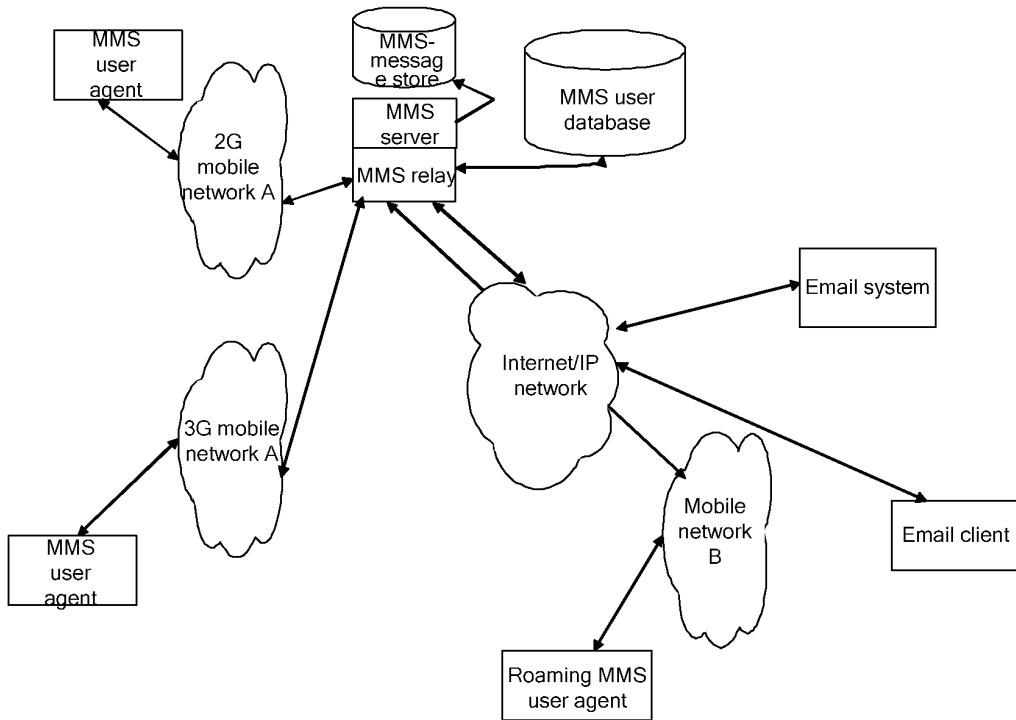 MMS
user
agent
MMS-
messag
e store
MMS user
database
MMS
server
2G
mobile
network A
MMS relay
Email system
Internet/IP
network
3G mobile
network A
Mobile
network
B
Email client
MMS
user
agent
Roaming MMS
user agent